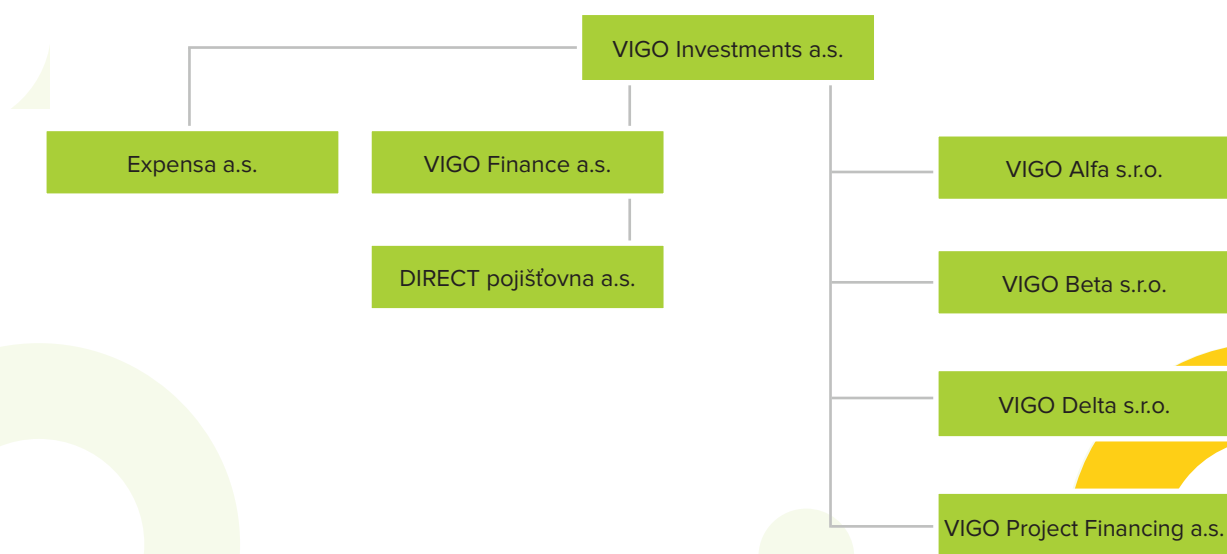 VIGO Investments a.s.
Expensa a.s.
VIGO Finance a.s.
DIRECT pojišťovna a.s.
VIGO Alfa s.r.o.
VIGO Beta s.r.o.
VIGO Delta s.r.o.
VIGO Project Financing a.s.